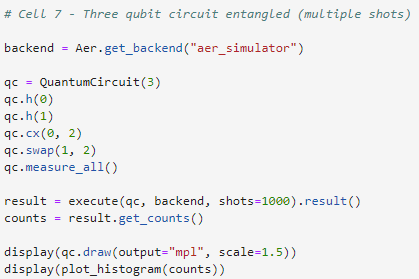 # Cell 7 - Three qubit circuit entangled (multiple shots)
backend = Aer.get_backend("aer_simulator")
qc = QuantumCircuit(3)
qc.h(0)
qc.h(1)
qc.cx(0, 2)
qc.swap(1, 2)
qc.measure_all()
result = execute(qc, backend, shots=1000).result()
counts = result.get_counts()
display(qc.draw(output="mpl", scale=1.5))
display(plot_histogram(counts))